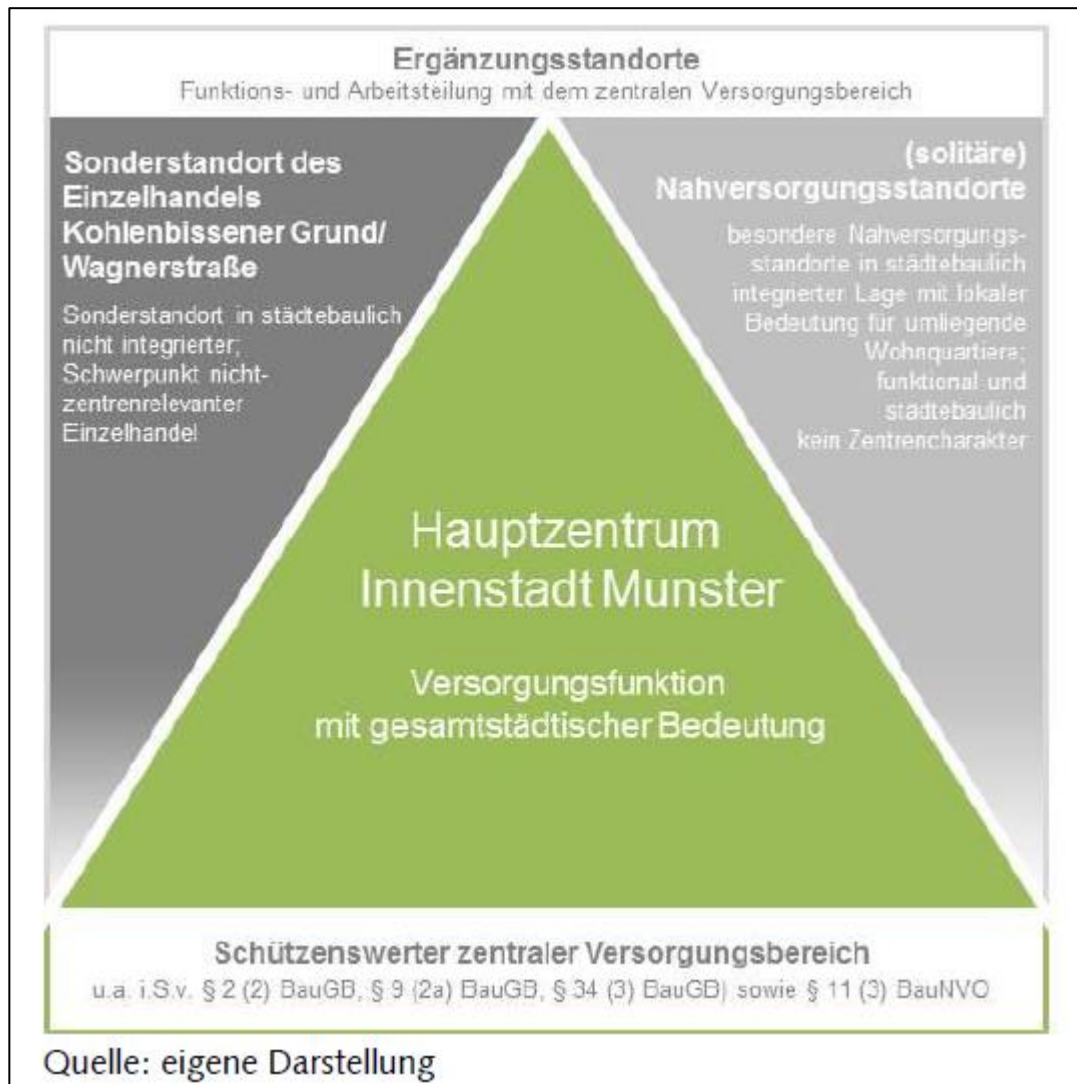 Ergänzungsstandorte
Funktions- und Arbeitsteilung mit dem zentralen Versorgungsbereich
Sonderstandort des
Einzelhandels
Kohlenbissener Grund/
Wagnerstraße
Sonderstandort in städtebaulich
nicht integrierter;
Schwerpunkt nicht-
zentrenrelevanter
Einzelhandel
(solitäre)
Nahversorgungsstandorte
besondere Nahversorgungs-
standorte in städtebaulich
integrierter Lage mit lokaler
Bedeutung für umliegende
Wohnquartiere;
funktional und
städtebaulich
kein Zentrencharakter
Hauptzentrum
Innenstadt Munster
Versorgungsfunktion
mit gesamtstädtischer Bedeutung
Schützenswerter zentraler Versorgungsbereich
u.a. i.S.v. § 2 (2) BauGB, § 9 (2a) BauGB, § 34 (3) BauGB) sowie § 11 (3) BauNVO
Quelle: eigene Darstellung